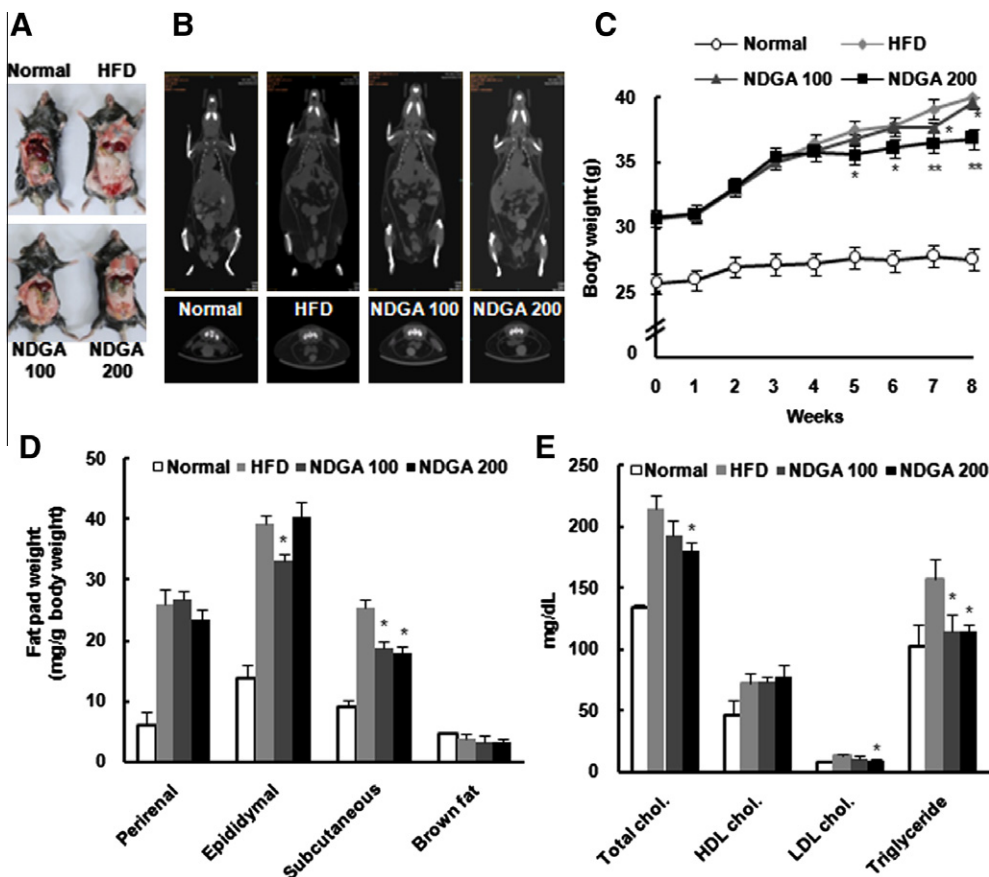 A
Normal HFD
NDGA 100 NDGA 200
B
Normal HFD NDGA 100 NDGA 200
C
Normal HFD
NDGA 100 NDGA 200
Body weight (g)
40
35
30
25
0
* * * *
* * ** **
0 1 2 3 4 5 6 7 8
Weeks
D
Fat pad weight
(mg/g body weight)
Normal HFD NDGA 100 NDGA 200
50
40
30
20
10
0
* * *
Perirenal Epididymal Subcutaneous Brown fat
E
mg/dL
Normal HFD NDGA 100 NDGA 200
250
200
150
100
50
0
* * * *
Total chol. HDL chol. LDL chol. Triglyceride